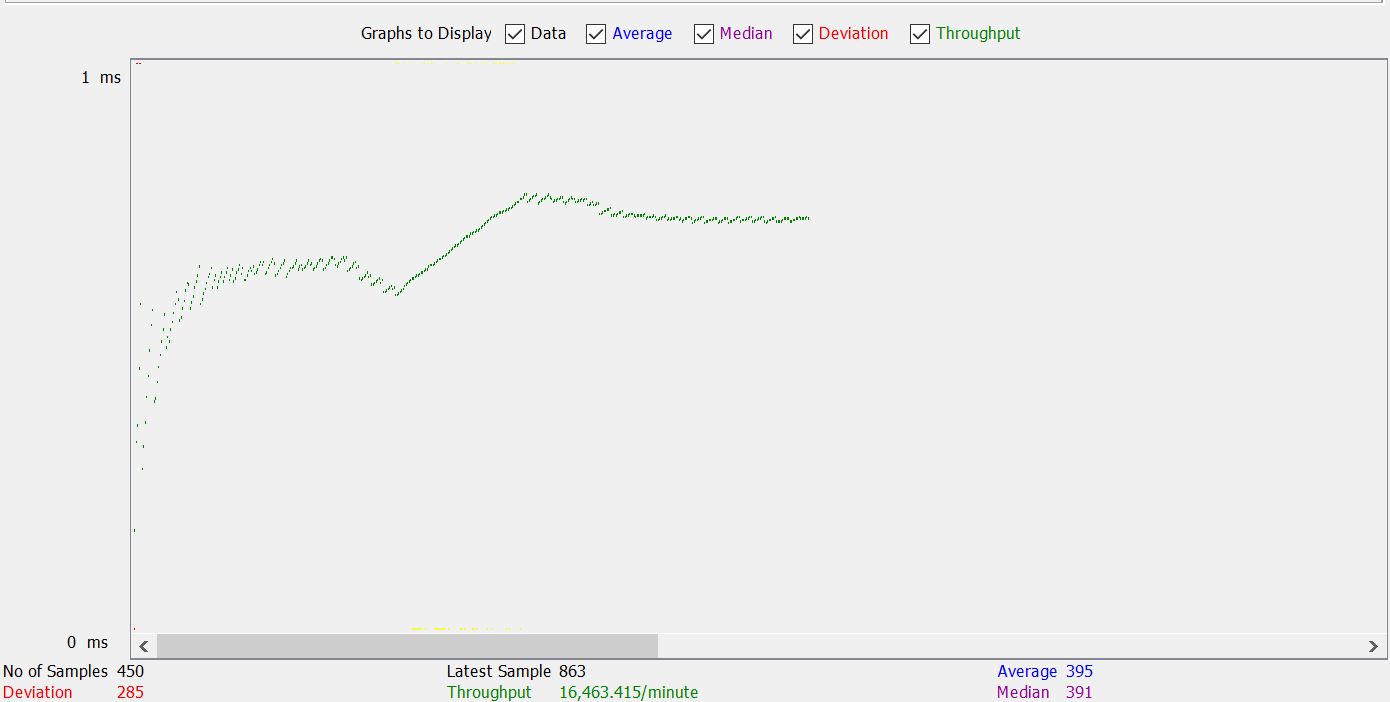 Graphs to Display Data Average Median Deviation Throughput
1 ms
0 ms
No of Samples 450 Latest Sample 863 Average 395
Deviation 285 Throughput 16,463.415/minute Median 391